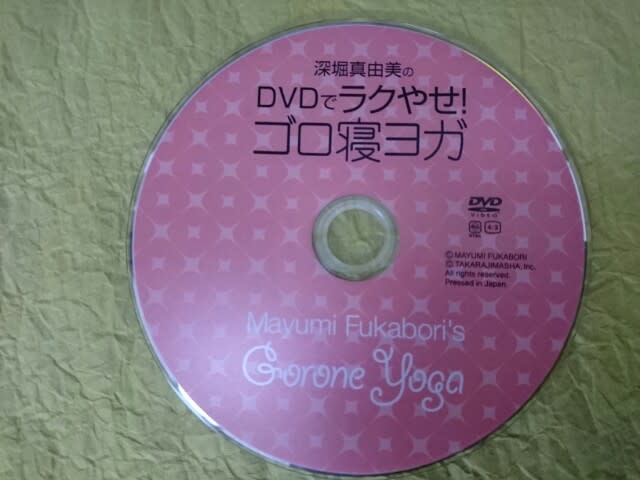 深堀真由美の
DVDでラクやせ!
ゴロ寝ヨガ
DVD
VIDEO
4:3
©MAYUMI FUKABORI
©TAKARAJIMASHA, Inc.
All rights reserved.
Pressed in Japan.
Mayumi Fukabori's
Gorone Yoga